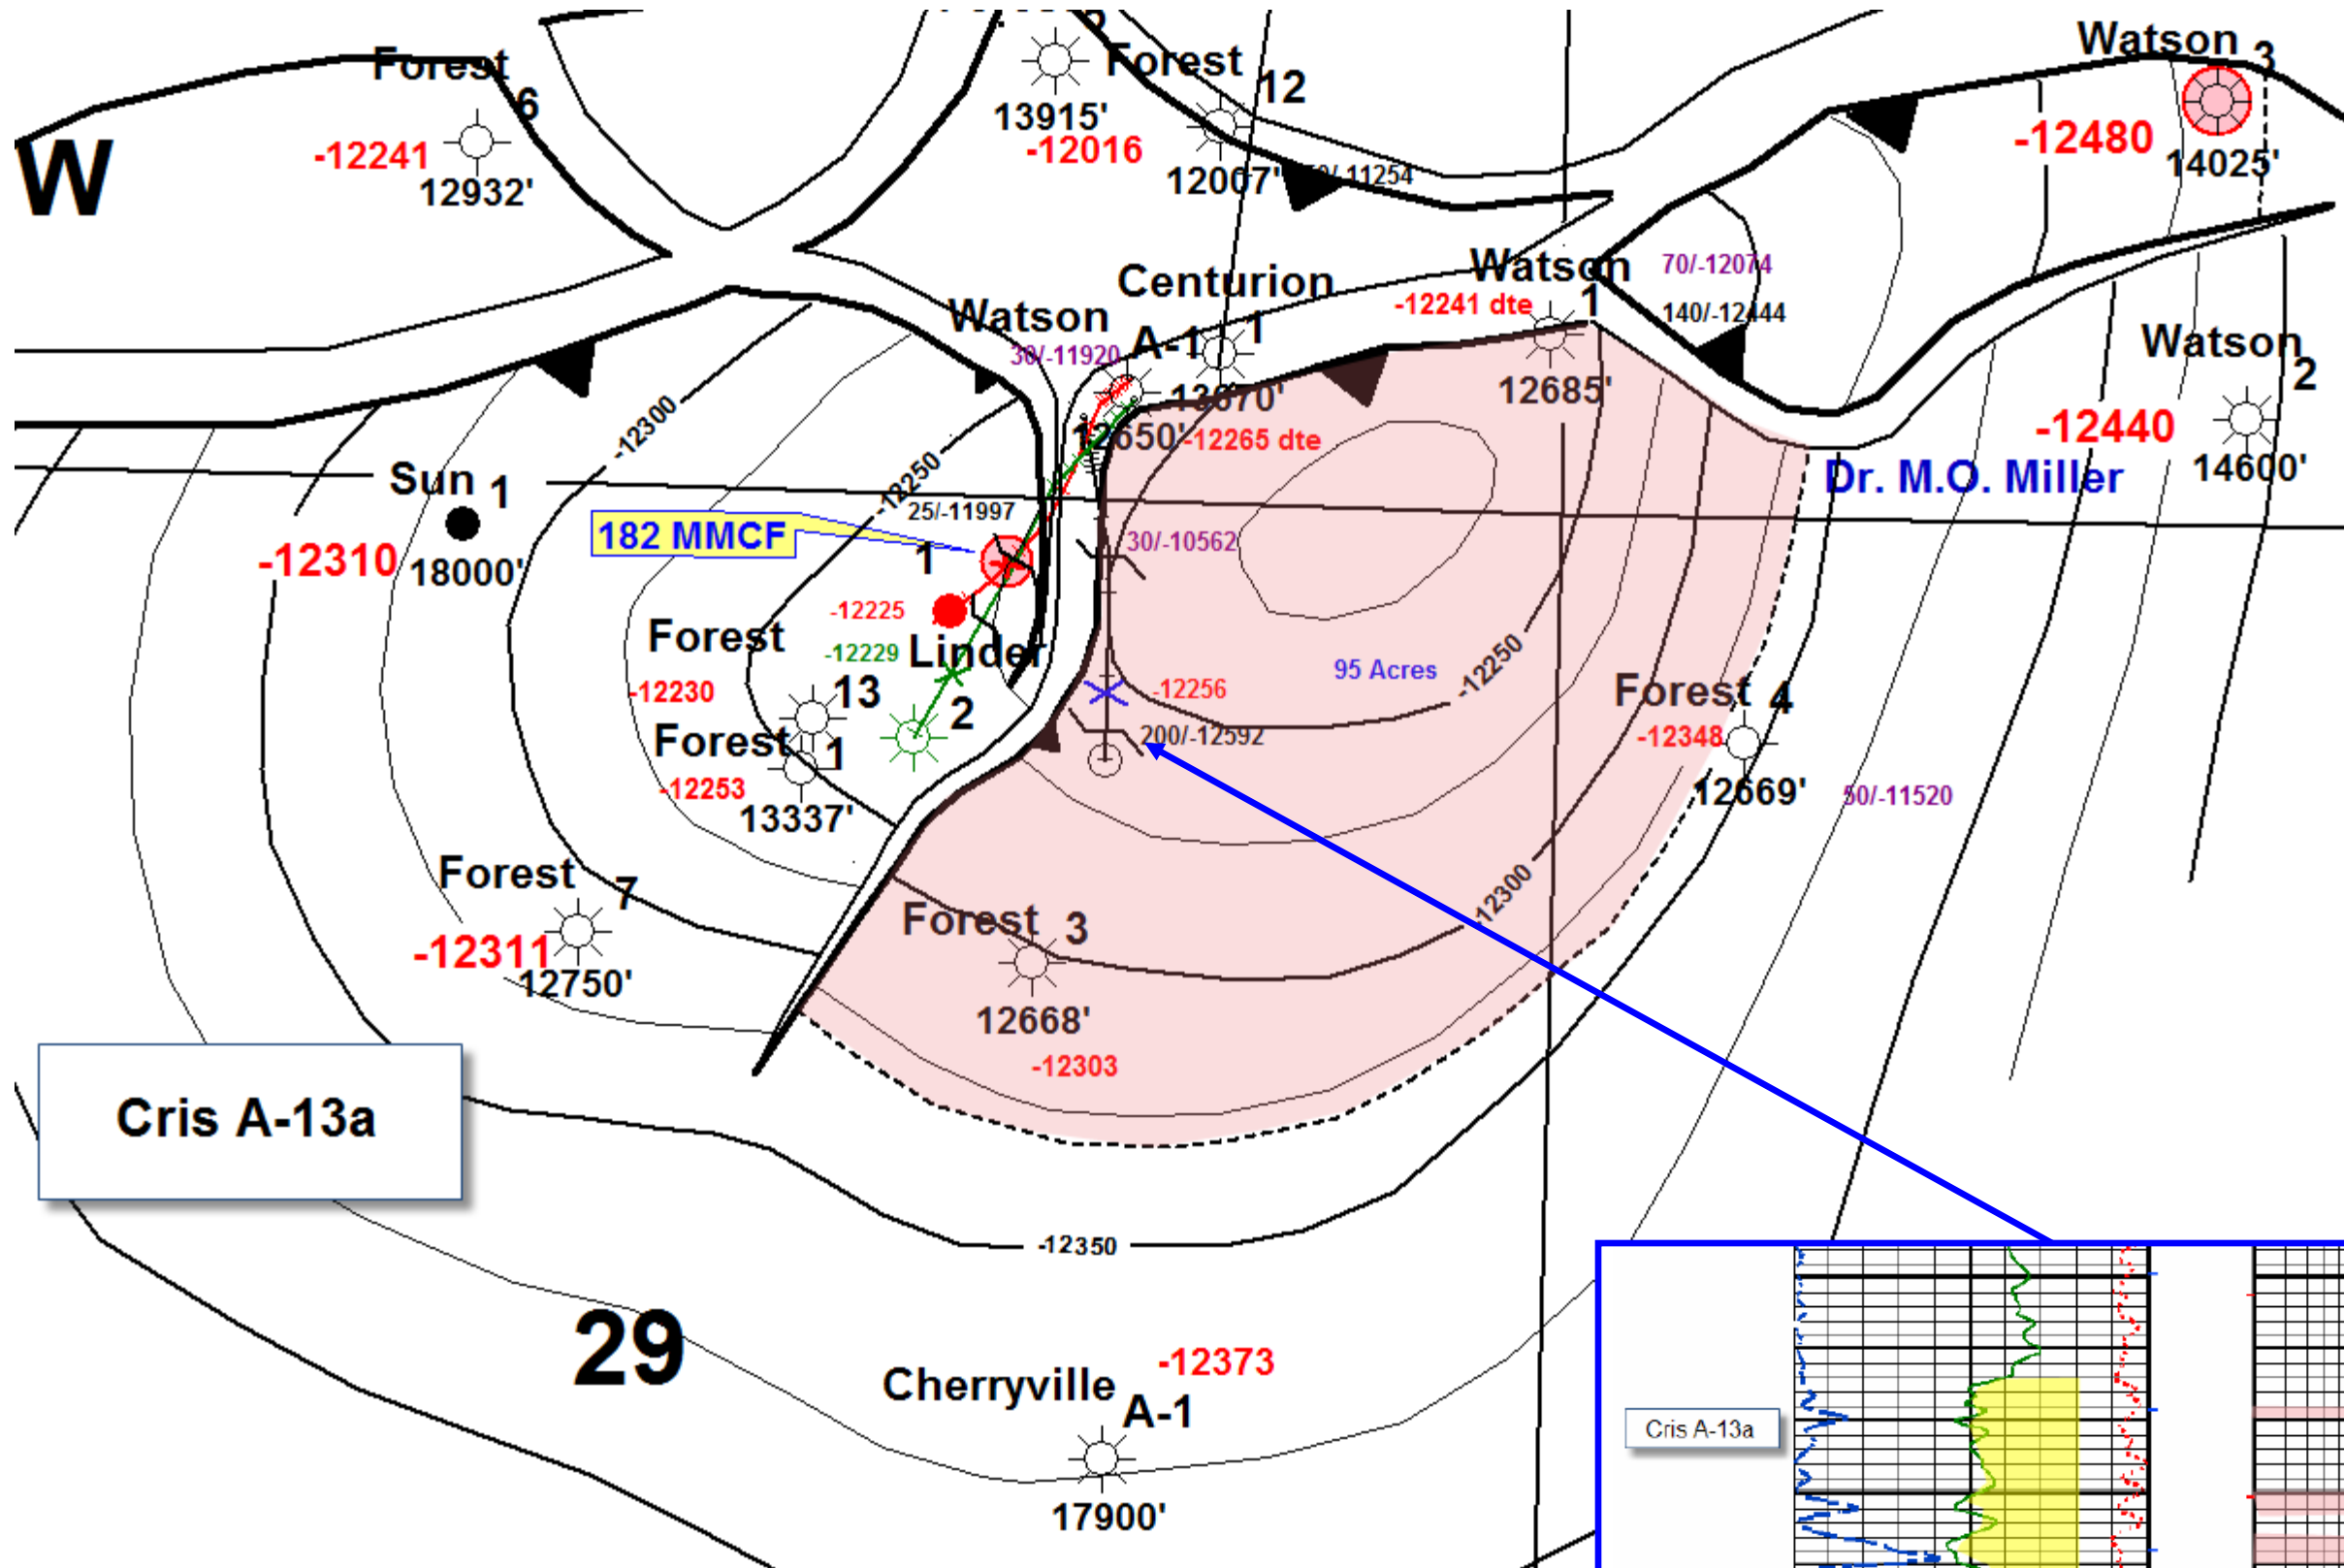 Forest
6
-12241
12932'
W
13915'
-12016
Forest
12
12007'
Watson
3
-12480
14025'
Watson
30/-11920
A-1
Centurion
1
13670'
-12265 dte
Watson
1
-12241 dte
12685'
70/-12074
140/-12444
Watson
2
-12440
14600'
Dr. M.O. Miller
-12300
-12250
Sun 1
-12310
18000'
182 MMCF
25/-11997
1
-12225
-12229
Linder
2
30/-10562
Forest
13
-12230
Forest
1
-12253
13337'
-12256
200/-12592
95 Acres
-12250
Forest 4
-12348
12669'
50/-11520
Forest
7
-12311
12750'
Forest 3
12668'
-12303
-12300
Cris A-13a
-12350
29
Cherryville
A-1
-12373
17900'
Cris A-13a